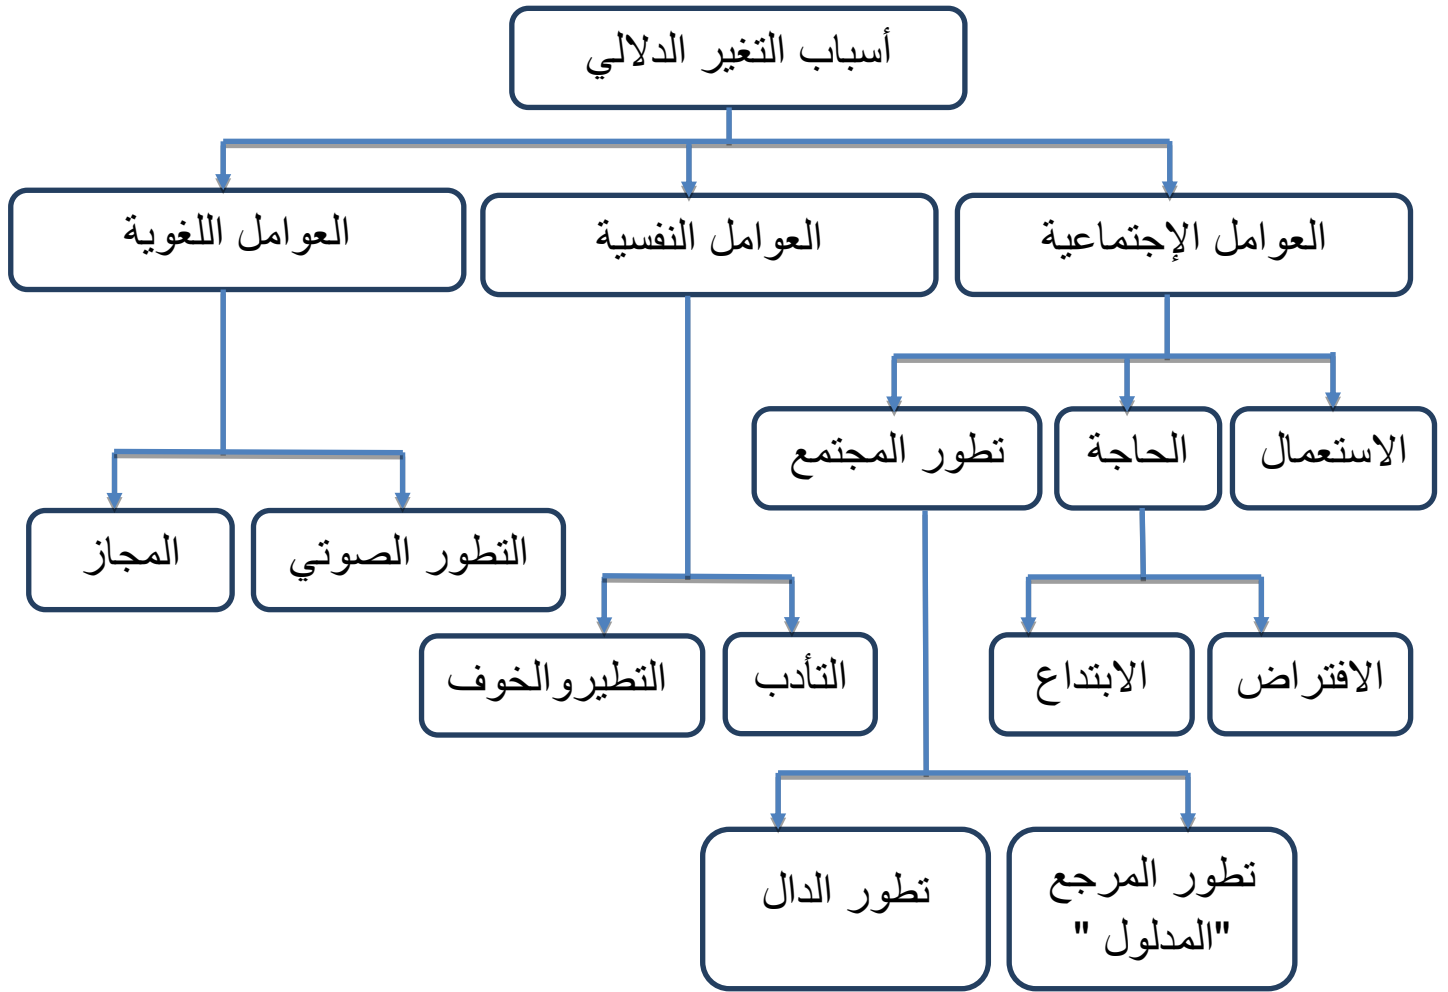 أسباب التغير الدلالي
العوامل الإجتماعية
العوامل النفسية
العوامل اللغوية
الاستعمال
الحاجة
تطور المجتمع
التطور الصوتي
المجاز
الافتراض
الابتداع
التأدب
التطيروالخوف
تطور المرجع
"المدلول "
تطور الدال